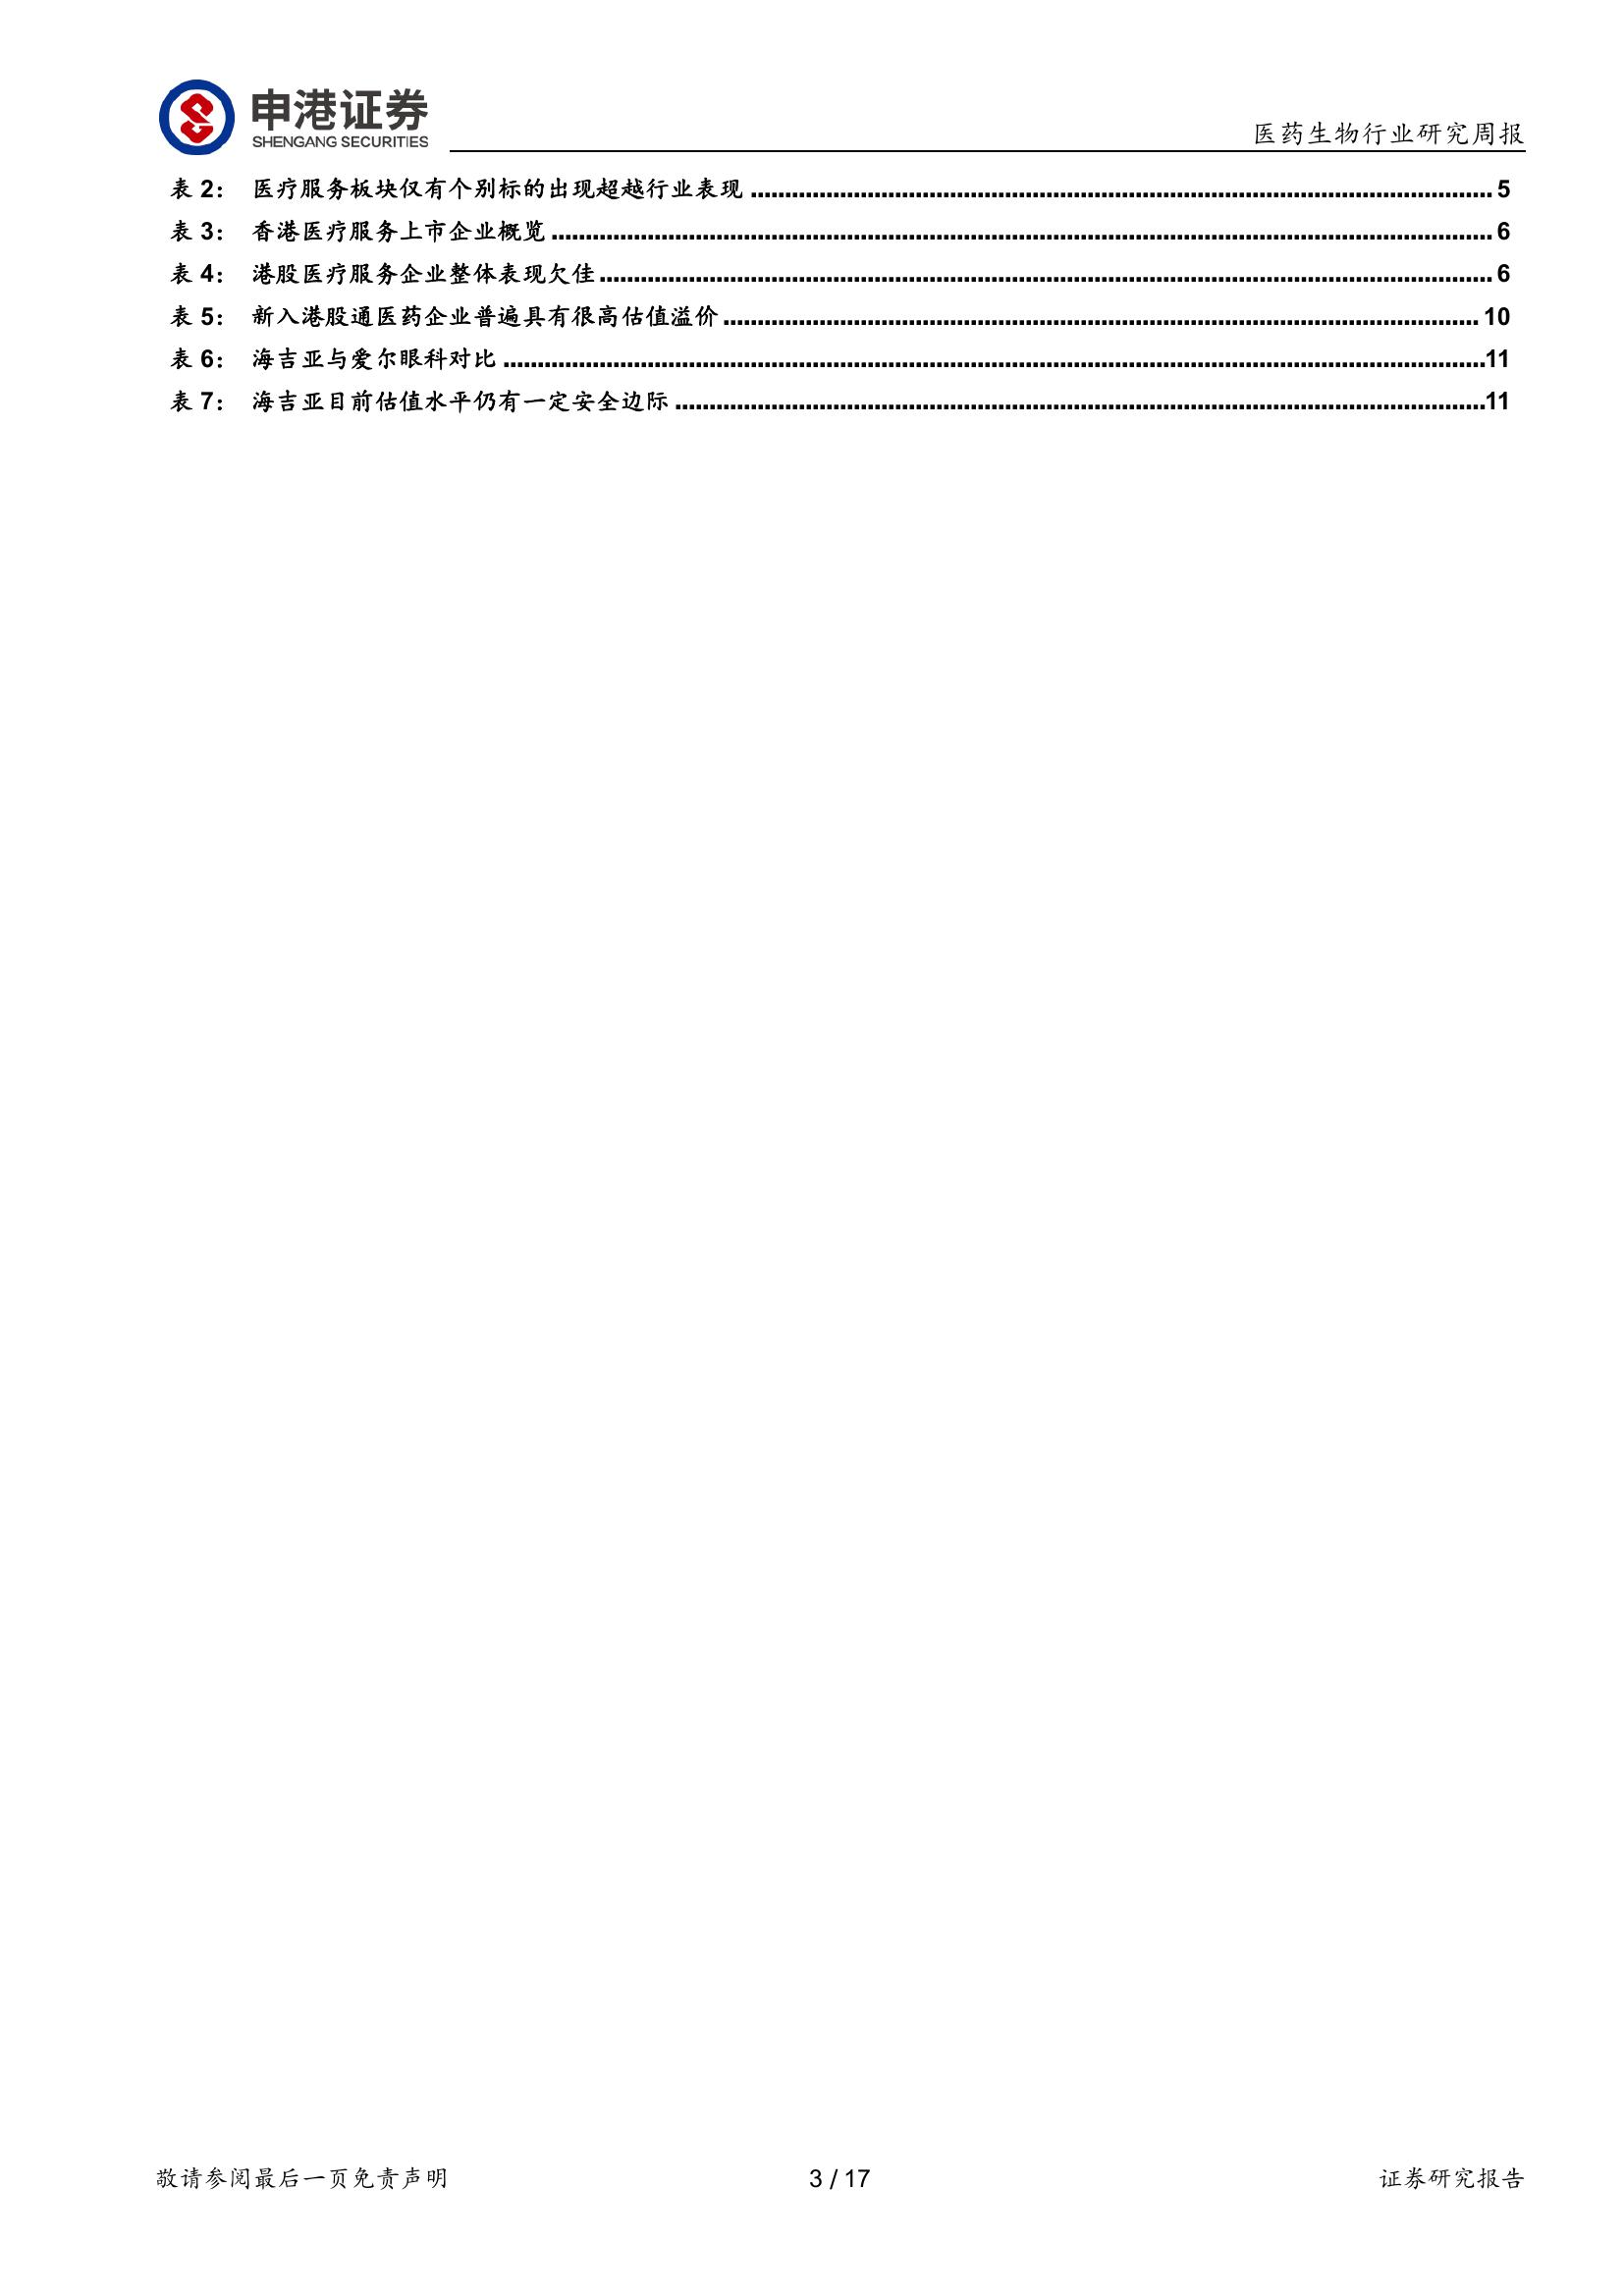 申港证券
SHENGANG SECURITIES
医药生物行业研究周报
表 2： 医疗服务板块仅有个别标的出现超越行业表现 ........ 5
表 3： 香港医疗服务上市企业概览 ........ 6
表 4： 港股医疗服务企业整体表现欠佳 ........ 6
表 5： 新入港股通医药企业普遍具有很高估值溢价 ........ 10
表 6： 海吉亚与爱尔眼科对比 ........ 11
表 7： 海吉亚目前估值水平仍有一定安全边际 ........ 11
敬请参阅最后一页免责声明
3 / 17
证券研究报告